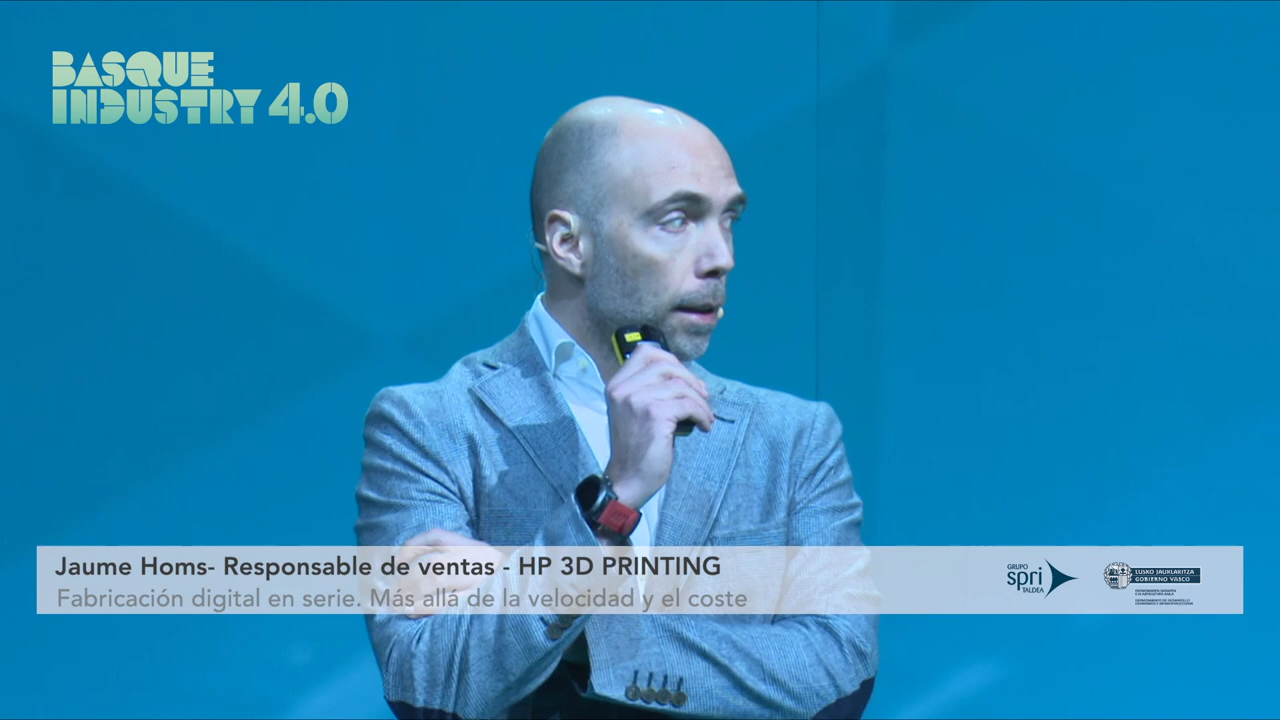 BASQUE
INDUSTRY 4.0
Jaume Homs- Responsable de ventas - HP 3D PRINTING
Fabricación digital en serie. Más allá de la velocidad y el coste
GRUPO
spri
TALDEA
EUSKO JAURLARITZA
GOBIERNO VASCO